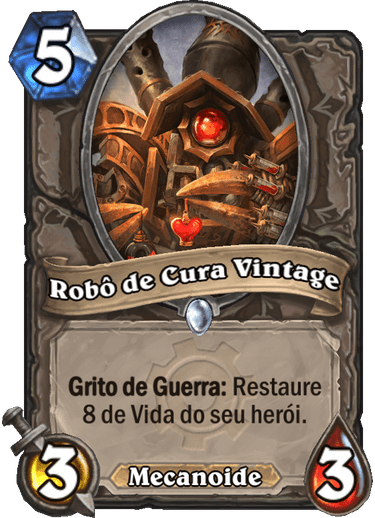 5
Robô de Cura Vintage
Grito de Guerra: Restaure
8 de Vida do seu herói.
3
Mecanoide
3